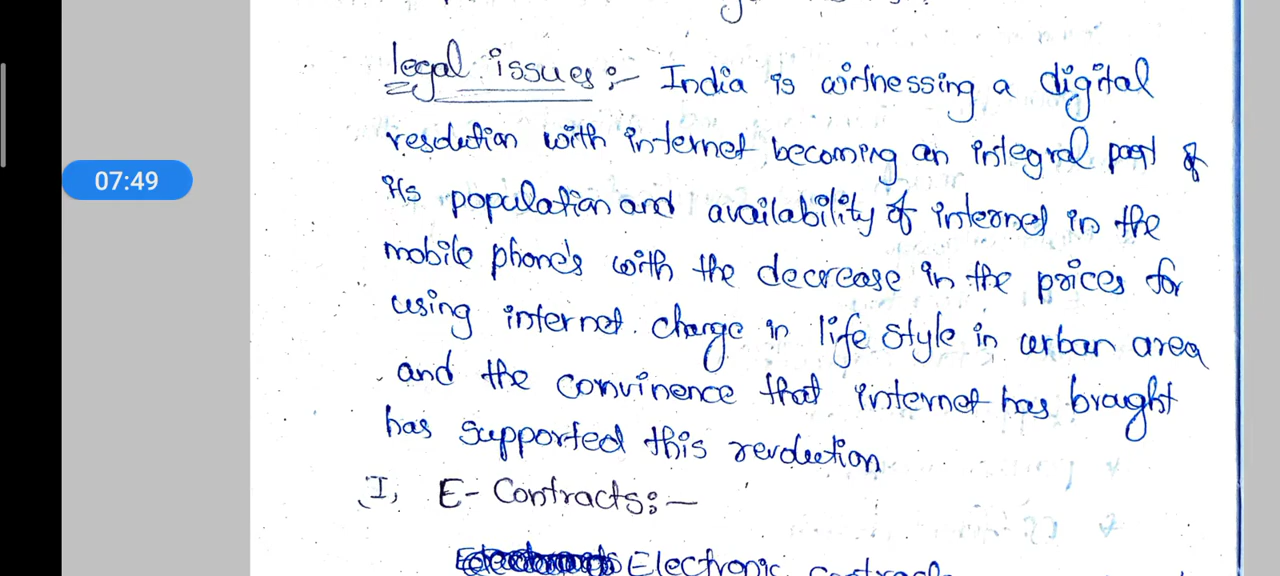 legal issues :- India is witnessing a digital
resolution with internet becoming an integral part of
its population and availability of internet in the
mobile phone's with the decrease in the prices for
using internet. change in life style in urban area
and the convinence that internet has brought
has supported this revolution
I, E- Contracts:-
Electronic contract
07:49